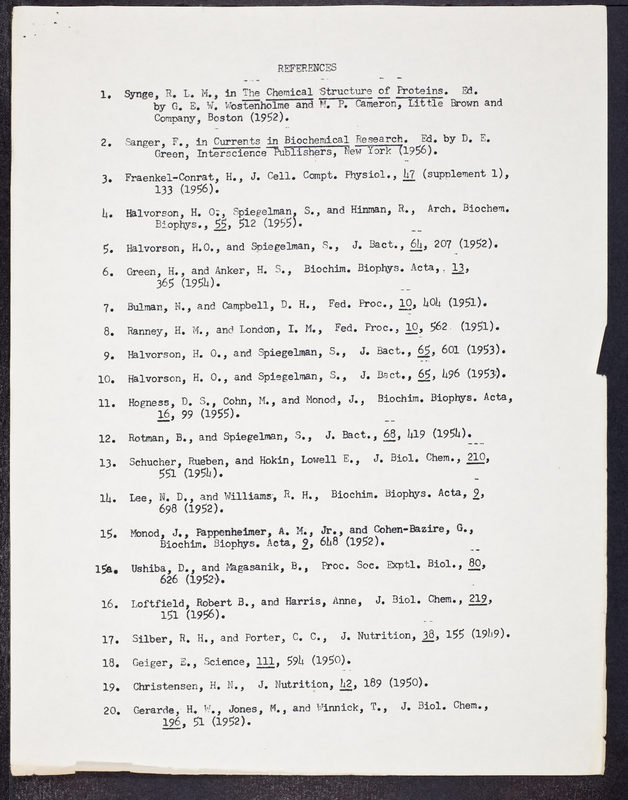 REFERENCES
1. Synge, R. L. M., in The Chemical Structure of Proteins. Ed.
by G. E. W. Wostenholme and M. P. Cameron, Little Brown and
Company, Boston (1952).
2. Sanger, F., in Currents in Biochemical Research. Ed. by D. E.
Green, Interscience Publishers, New York (1956).
3. Fraenkel-Conrat, H., J. Cell. Compt. Physiol., 47 (supplement 1),
133 (1956).
4. Halvorson, H. O., Spiegelman, S., and Hinman, R., Arch. Biochem.
Biophys., 55, 512 (1955).
5. Halvorson, H.O., and Spiegelman, S., J. Bact., 64, 207 (1952).
6. Green, H., and Anker, H. S., Biochim. Biophys. Acta, 13,
365 (1954).
7. Bulman, N., and Campbell, D. H., Fed. Proc., 10, 404 (1951).
8. Ranney, H. M., and London, I. M., Fed. Proc., 10, 562 (1951).
9. Halvorson, H. O., and Spiegelman, S., J. Bact., 65, 601 (1953).
10. Halvorson, H. O., and Spiegelman, S., J. Bact., 65, 496 (1953).
11. Hogness, D. S., Cohn, M., and Monod, J., Biochim. Biophys. Acta,
16, 99 (1955).
12. Rotman, B., and Spiegelman, S., J. Bact., 68, 419 (1954).
13. Schucher, Rueben, and Hokin, Lowell E., J. Biol. Chem., 210,
551 (1954).
14. Lee, N. D., and Williams, R. H., Biochim. Biophys. Acta, 9,
698 (1952).
15. Monod, J., Pappenheimer, A. M., Jr., and Cohen-Bazire, G.,
Biochim. Biophys. Acta, 9, 648 (1952).
15a. Ushiba, D., and Magasanik, B., Proc. Soc. Exptl. Biol., 80,
626 (1952).
16. Loftfield, Robert B., and Harris, Anne, J. Biol. Chem., 219,
151 (1956).
17. Silber, R. H., and Porter, C. C., J. Nutrition, 38, 155 (1949).
18. Geiger, E., Science, 111, 594 (1950).
19. Christensen, H. N., J. Nutrition, 42, 189 (1950).
20. Gerarde, H. W., Jones, M., and Winnick, T., J. Biol. Chem.,
196, 51 (1952).